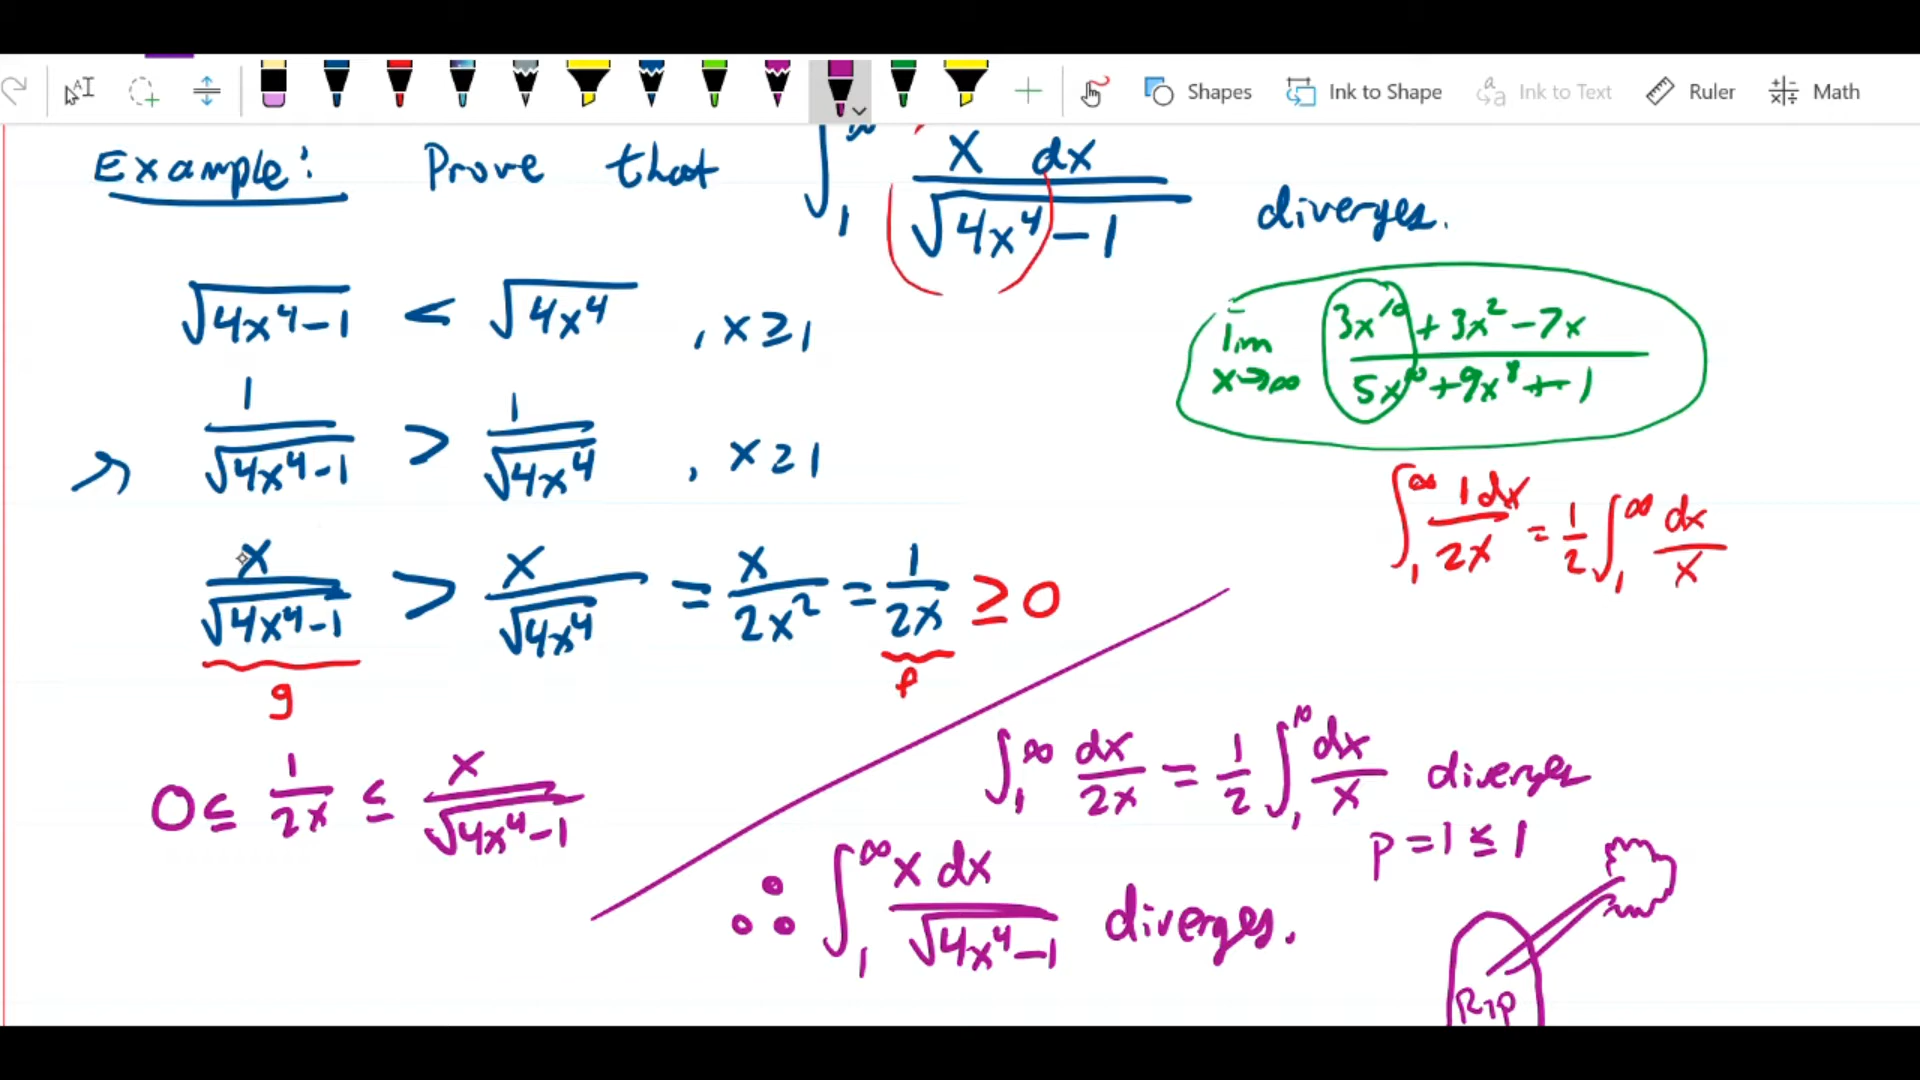 Shapes Ink to Shape Ink to Text Ruler Math
Example: Prove that ∫₁^∞ x dx / √(4x⁴ − 1) diverges.
√(4x⁴−1) < √(4x⁴) , x ≥ 1
lim x→∞ (3x¹⁰ + 3x² − 7x) / (5x¹⁰ + 9x⁸ + − 1)
1/√(4x⁴−1) > 1/√(4x⁴) , x ≥ 1
∫₁^∞ 1dx/2x = 1/2 ∫₁^∞ dx/x
x/√(4x⁴−1) > x/√(4x⁴) = x/2x² = 1/2x ≥ 0
g f
0 ≤ 1/2x ≤ x/√(4x⁴−1)
∫₁^∞ dx/2x = 1/2 ∫₁^∞ dx/x diverges
p = 1 ≤ 1
∴ ∫₁^∞ x dx/√(4x⁴−1) diverges.
RIP